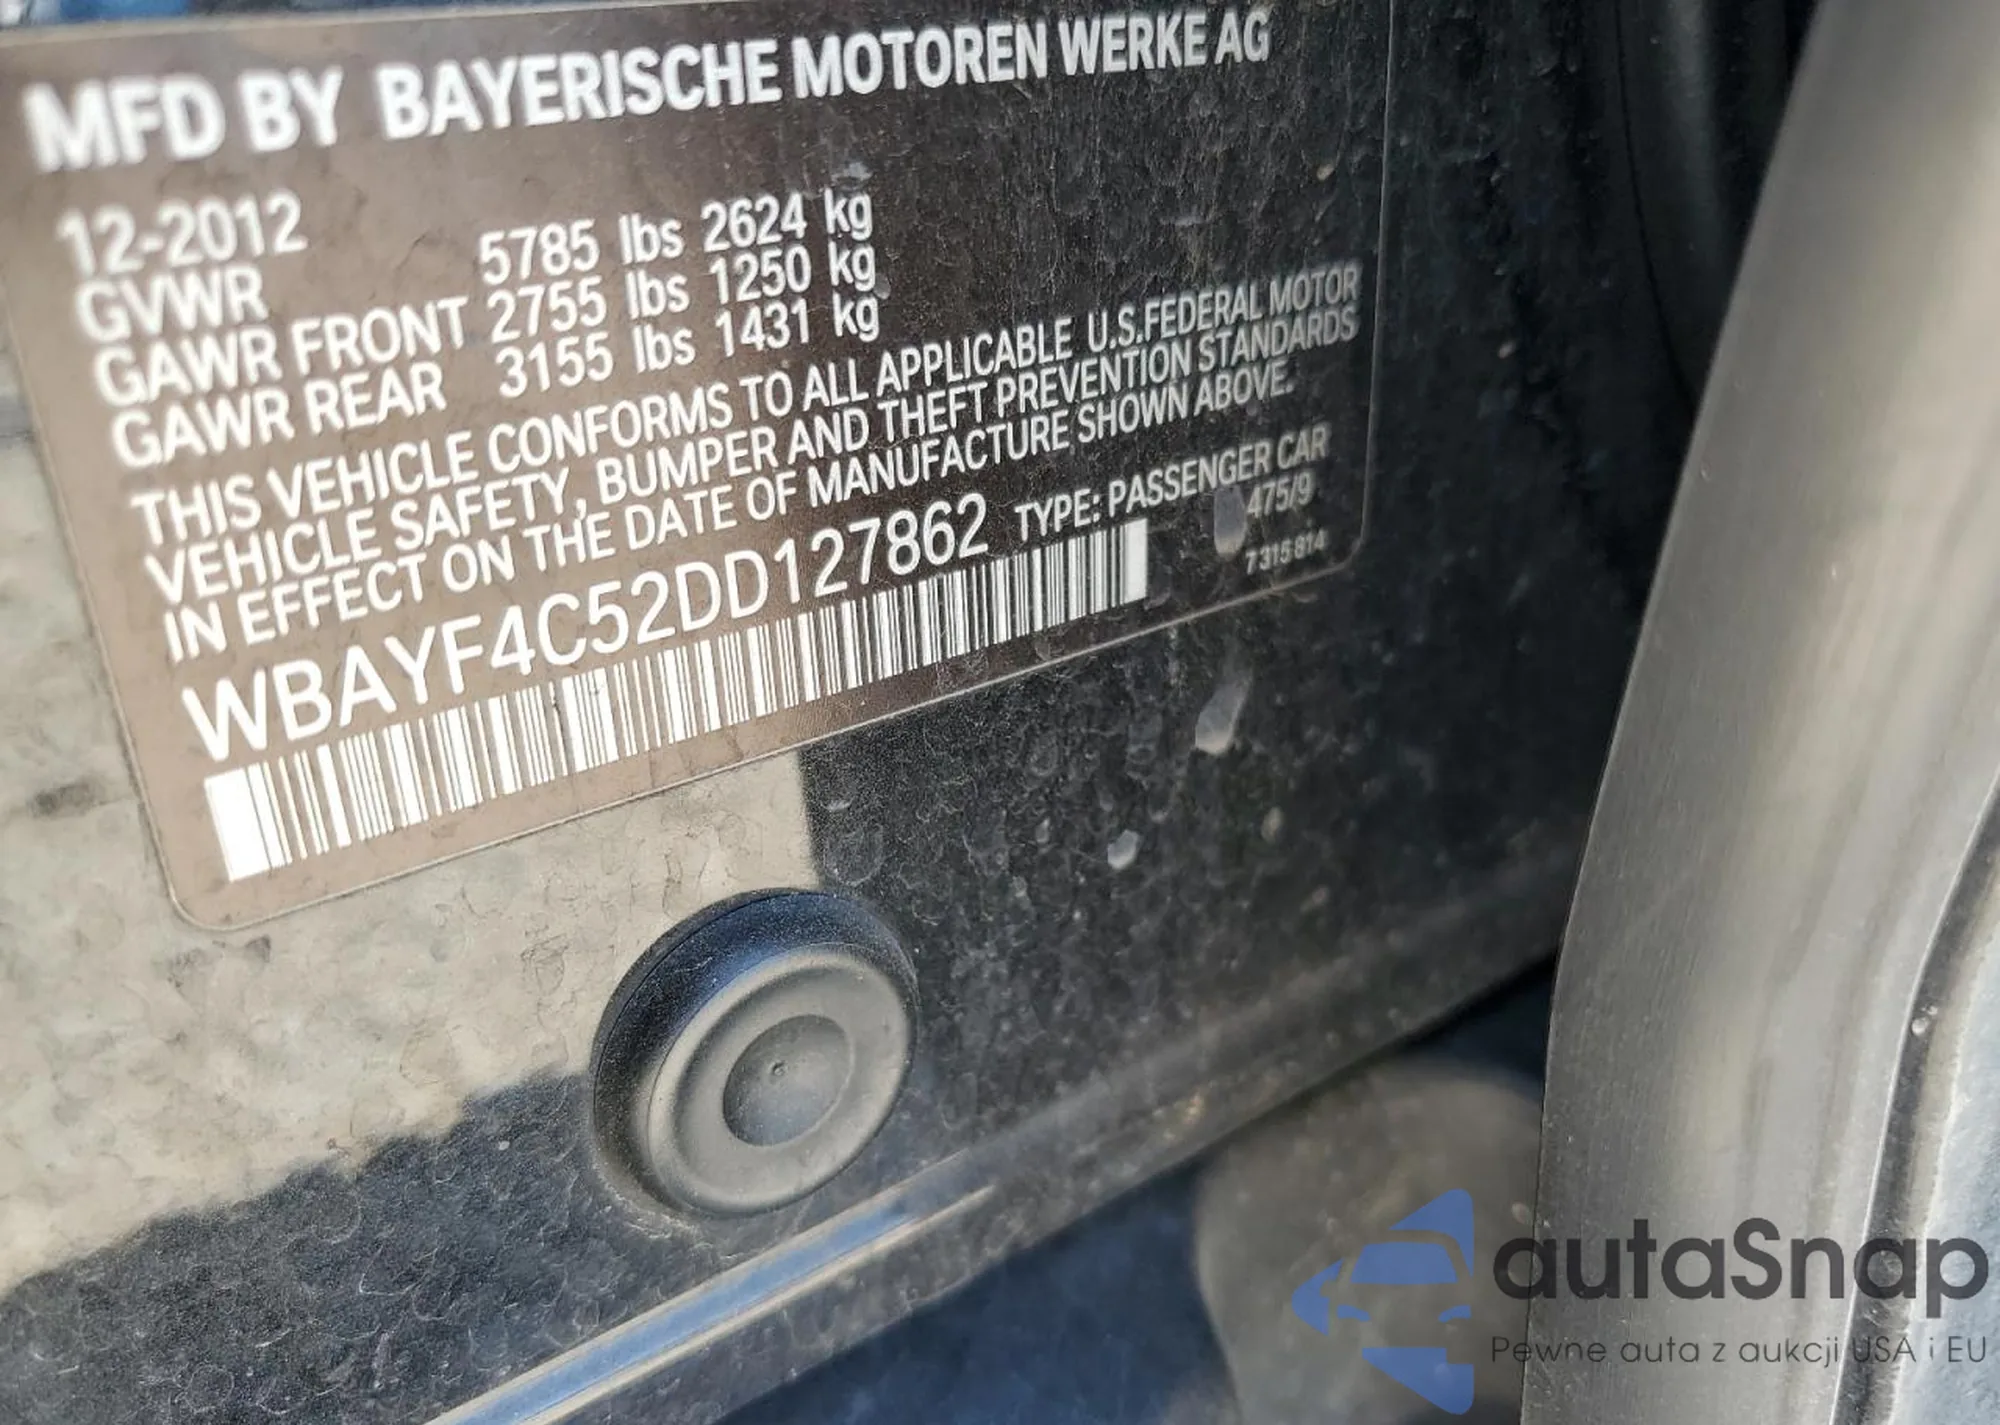 MFD BY BAYERISCHE MOTOREN WERKE AG
12-2012
GVWR 5785 lbs 2624 kg
GAWR FRONT 2755 lbs 1250 kg
GAWR REAR 3155 lbs 1431 kg
THIS VEHICLE CONFORMS TO ALL APPLICABLE U.S.FEDERAL MOTOR
VEHICLE SAFETY, BUMPER AND THEFT PREVENTION STANDARDS
IN EFFECT ON THE DATE OF MANUFACTURE SHOWN ABOVE.
WBAYF4C52DD127862 TYPE: PASSENGER CAR
475/9
7 315 814
autaSnap
Pewne auta z aukcji USA i EU